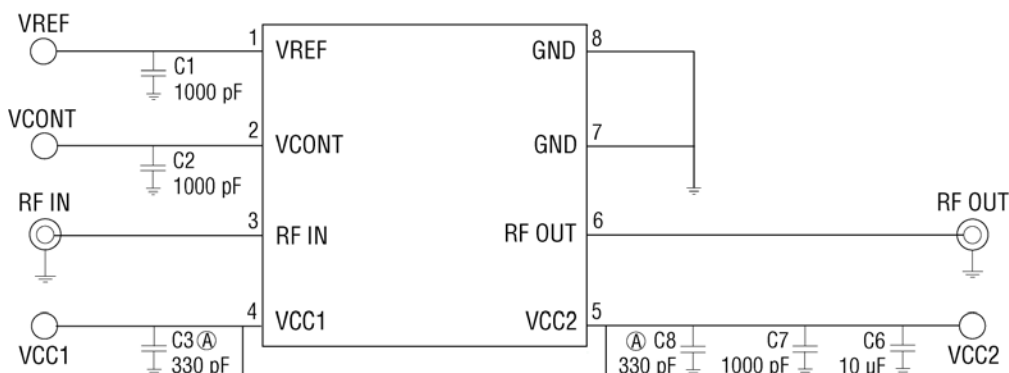 VREF
1
VREF
GND
8
C1
1000 pF
VCONT
2
VCONT
GND
7
C2
1000 pF
RF IN
3
RF IN
RF OUT
6
RF OUT
4
VCC1
VCC2
5
VCC1
C3 Ⓐ
330 pF
Ⓐ C8
330 pF
C7
1000 pF
C6
10 µF
VCC2